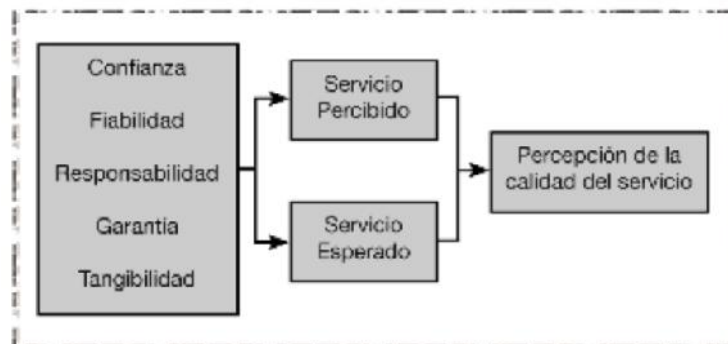 Confianza
Fiabilidad
Responsabilidad
Garantía
Tangibilidad
Servicio
Percibido
Servicio
Esperado
Percepción de la
calidad del servicio